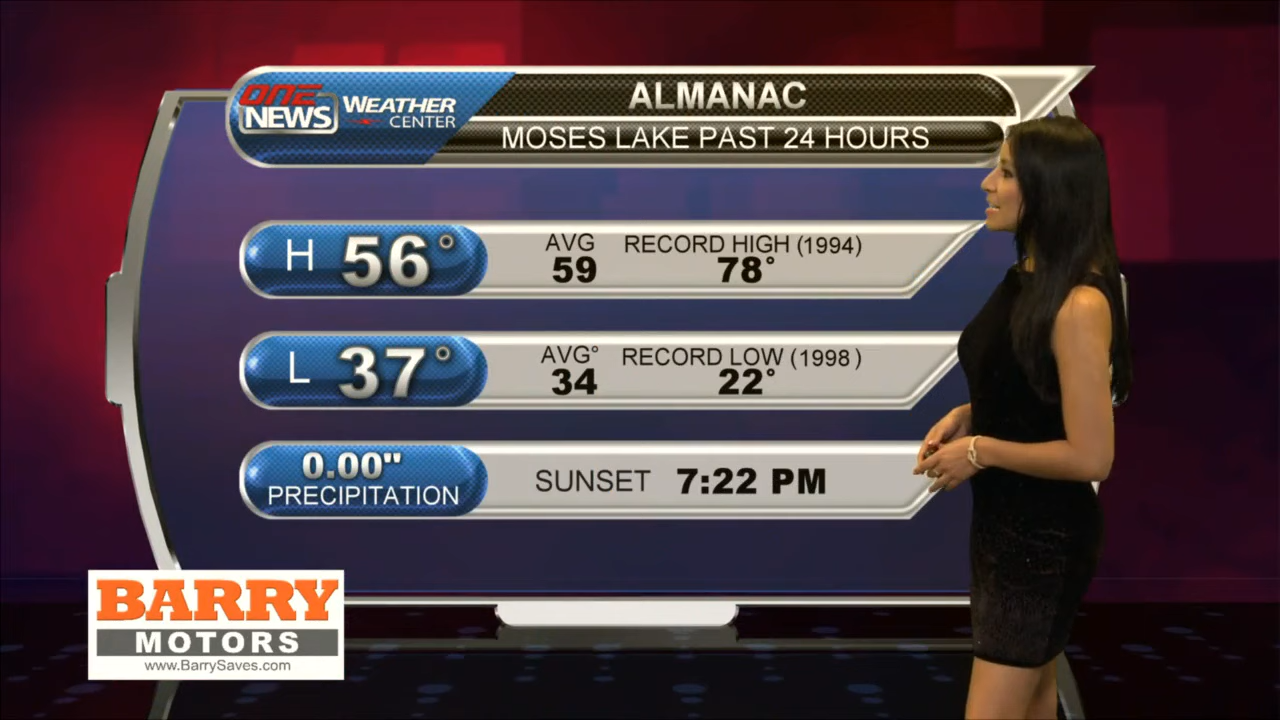 ONE
NEWS
WEATHER
CENTER
ALMANAC
MOSES LAKE PAST 24 HOURS
H 56°
AVG
59
RECORD HIGH (1994)
78°
L 37°
AVG°
34
RECORD LOW (1998 )
22°
0.00"
PRECIPITATION
SUNSET 7:22 PM
BARRY
MOTORS
www.BarrySaves.com